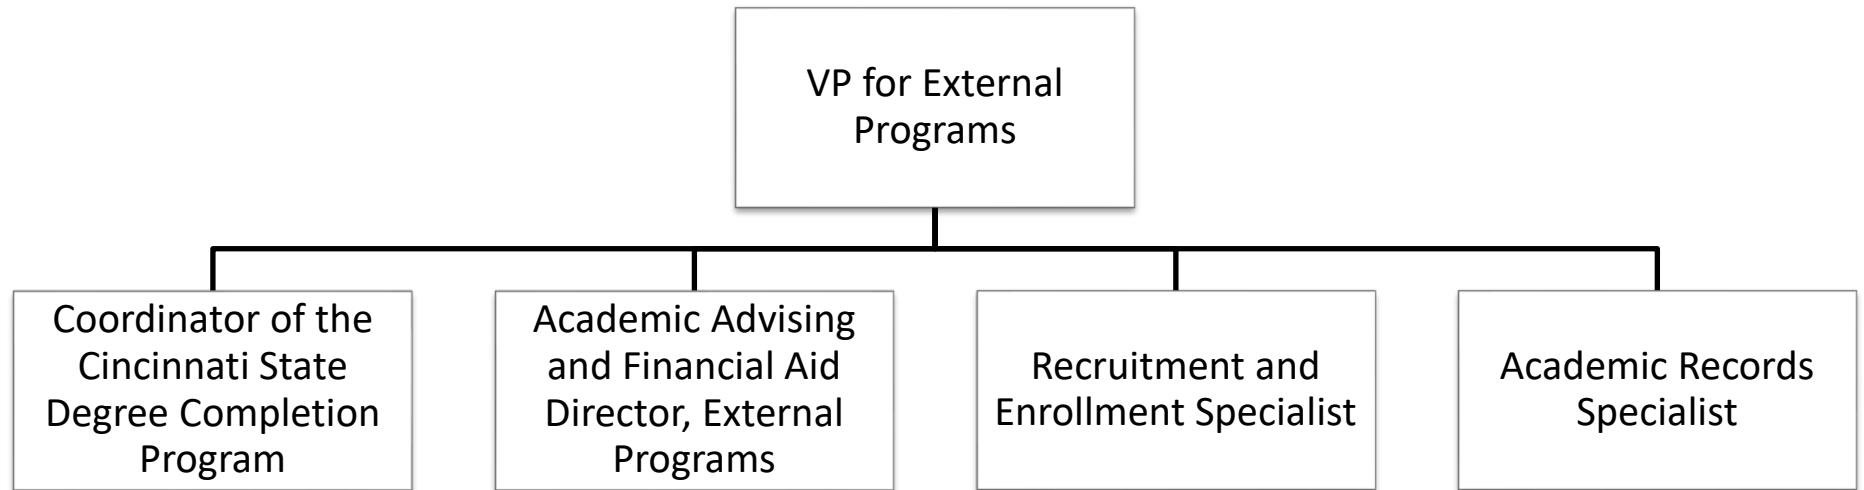 VP for External
Programs
Coordinator of the
Cincinnati State
Degree Completion
Program
Academic Advising
and Financial Aid
Director, External
Programs
Recruitment and
Enrollment Specialist
Academic Records
Specialist